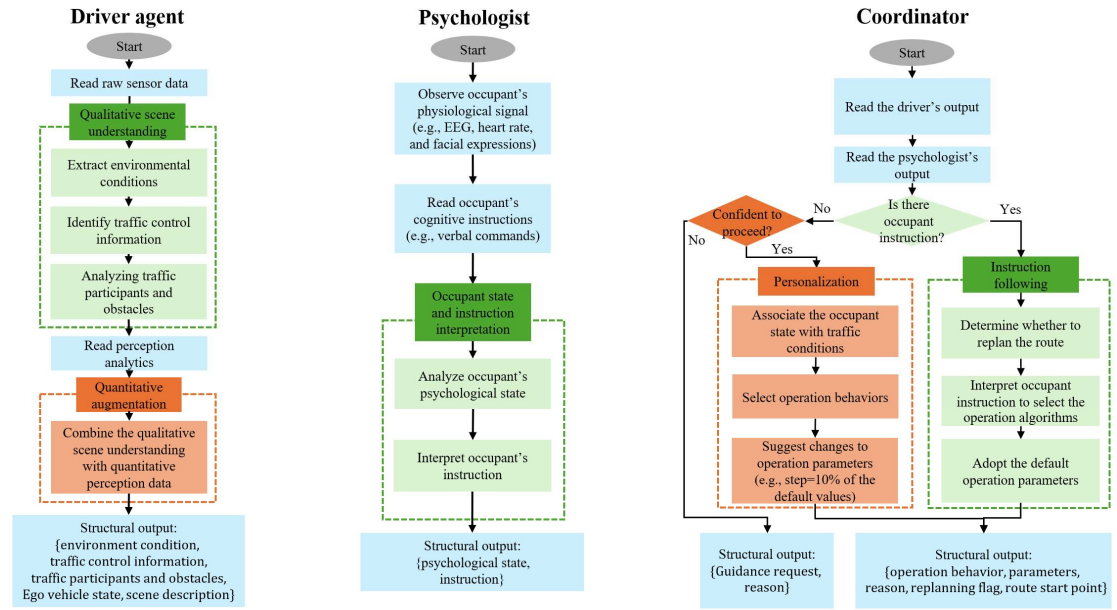 Driver agent
Start
Read raw sensor data
Qualitative scene
understanding
Extract environmental
conditions
Identify traffic control
information
Analyzing traffic
participants and
obstacles
Read perception
analytics
Quantitative
augmentation
Combine the qualitative
scene understanding
with quantitative
perception data
Structural output:
{environment condition,
traffic control information,
traffic participants and obstacles,
Ego vehicle state, scene description}
Psychologist
Start
Observe occupant's
physiological signal
(e.g., EEG, heart rate,
and facial expressions)
Read occupant's
cognitive instructions
(e.g., verbal commands)
Occupant state
and instruction
interpretation
Analyze occupant's
psychological state
Interpret occupant's
instruction
Structural output:
{psychological state,
instruction}
Coordinator
Start
Read the driver's output
Read the psychologist's
output
Is there
occupant
instruction?
No
Yes
Confident to
proceed?
No
Yes
Personalization
Associate the occupant
state with traffic
conditions
Select operation behaviors
Suggest changes to
operation parameters
(e.g., step=10% of the
default values)
Instruction
following
Determine whether to
replan the route
Interpret occupant
instruction to select the
operation algorithms
Adopt the default
operation parameters
Structural output:
{Guidance request,
reason}
Structural output:
{operation behavior, parameters,
reason, replanning flag, route start point}